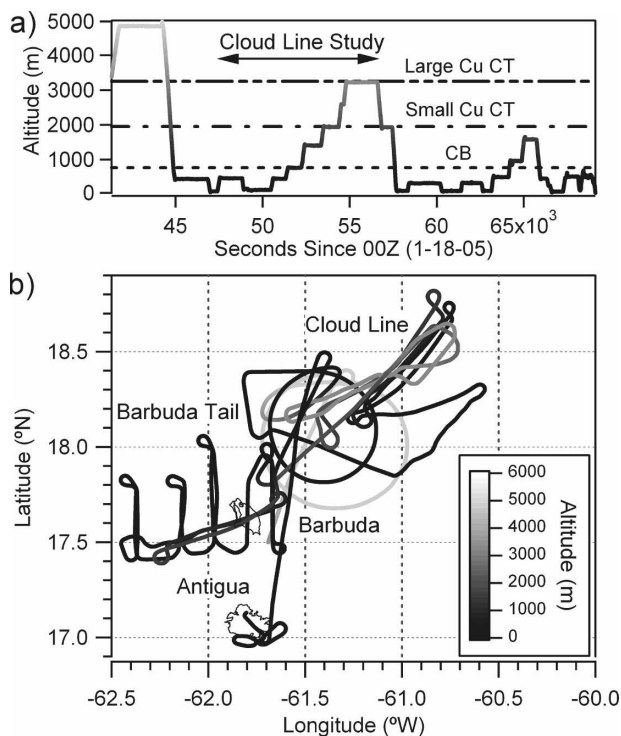 a)
5000
4000
3000
2000
1000
0
Altitude (m)
Cloud Line Study
Large Cu CT
Small Cu CT
CB
45
50
55
60
65x10³
Seconds Since 00Z (1-18-05)
b)
18.5
18.0
17.5
17.0
Latitude (ºN)
Cloud Line
Barbuda Tail
Barbuda
Antigua
6000
5000
4000
3000
2000
1000
0
Altitude (m)
-62.5
-62.0
-61.5
-61.0
-60.5
-60.0
Longitude (ºW)